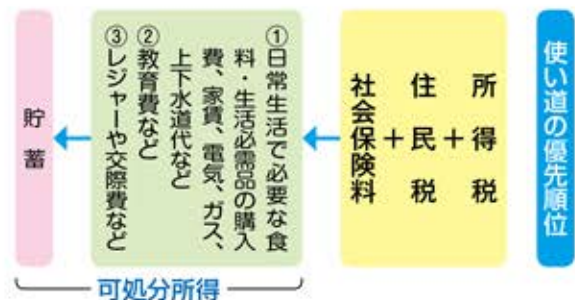 使い道の優先順位
所得税
＋
住民税
＋
社会保険料
①日常生活で必要な食
料・生活必需品の購入
費、家賃、電気、ガス、
上下水道代など
②教育費など
③レジャーや交際費など
貯蓄
可処分所得